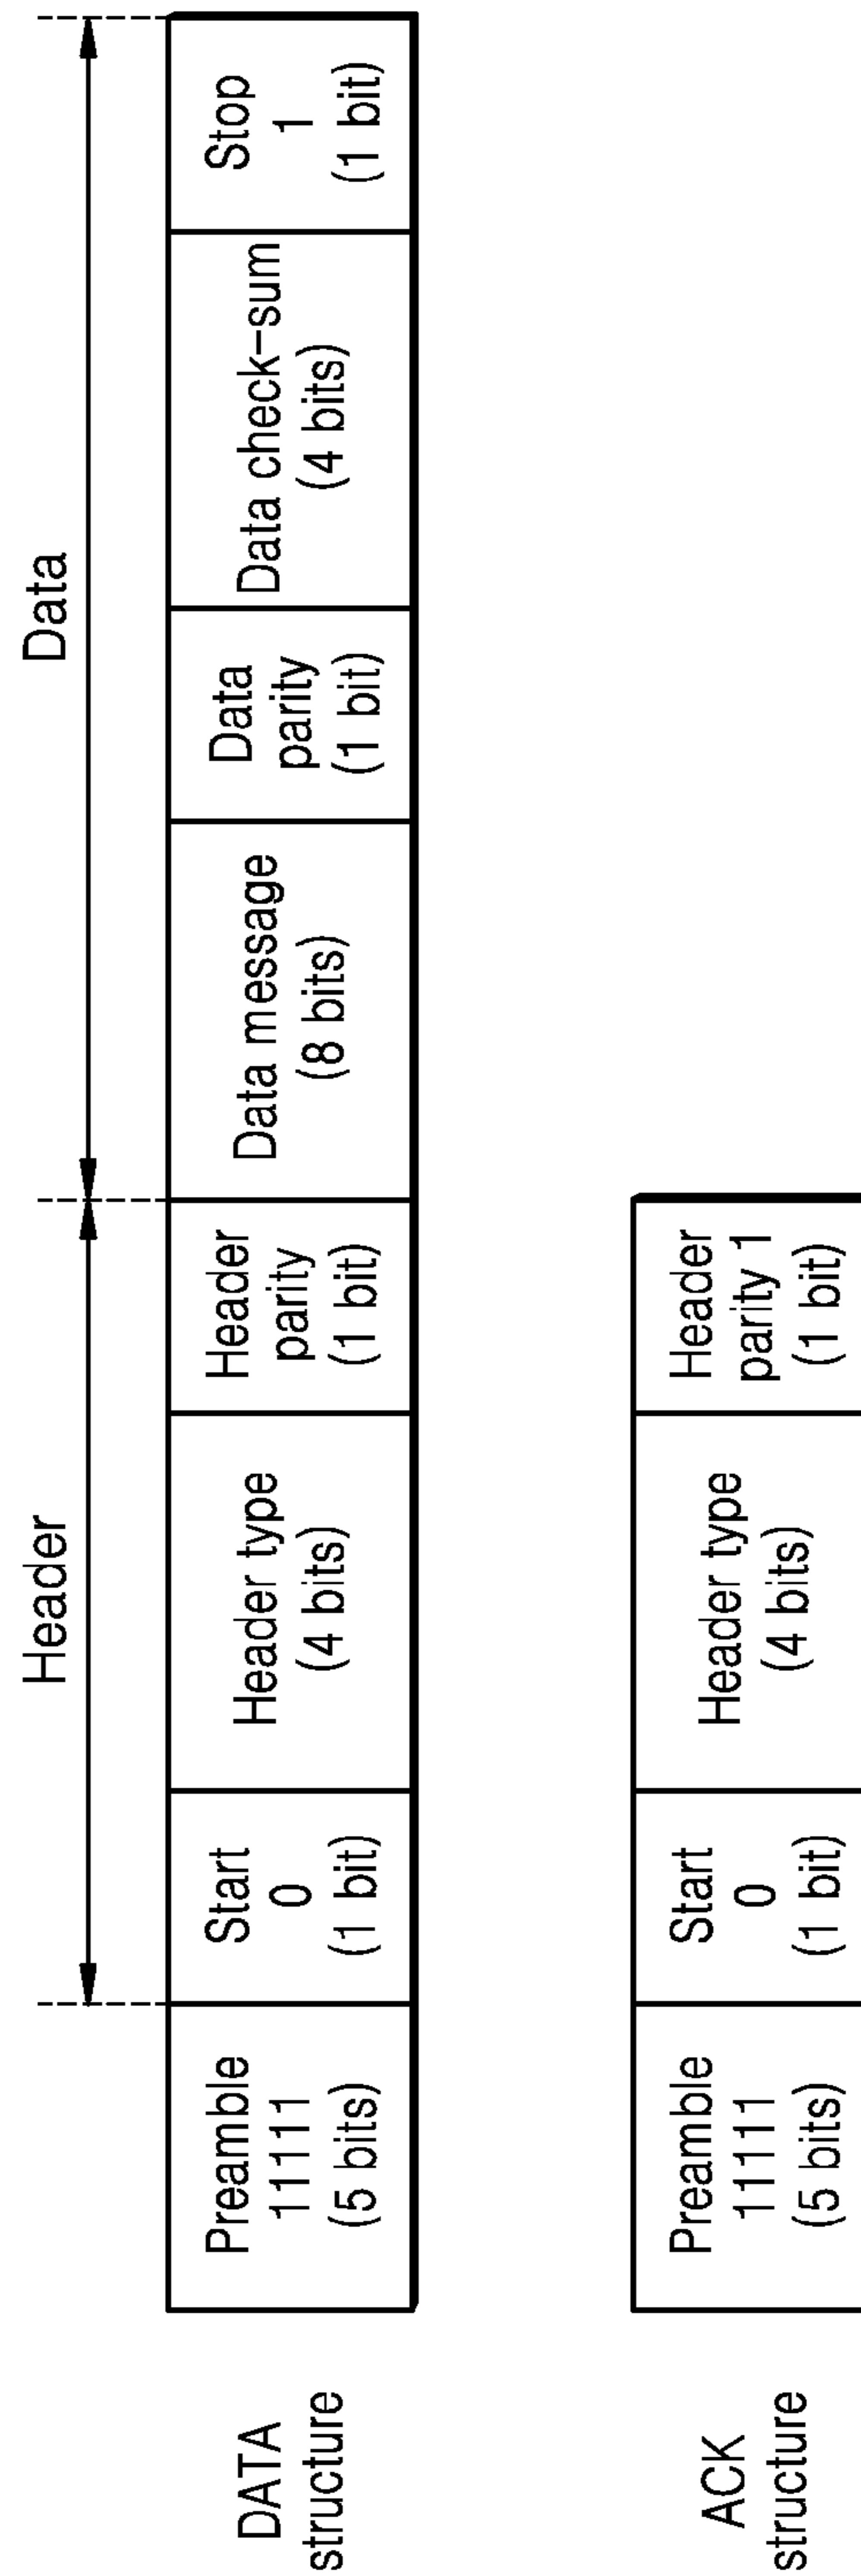 Header
Data
DATA
structure
Preamble
11111
(5 bits)
Start
0
(1 bit)
Header type
(4 bits)
Header
parity
(1 bit)
Data message
(8 bits)
Data
parity
(1 bit)
Data check-sum
(4 bits)
Stop
1
(1 bit)
ACK
structure
Preamble
11111
(5 bits)
Start
0
(1 bit)
Header type
(4 bits)
Header
parity 1
(1 bit)